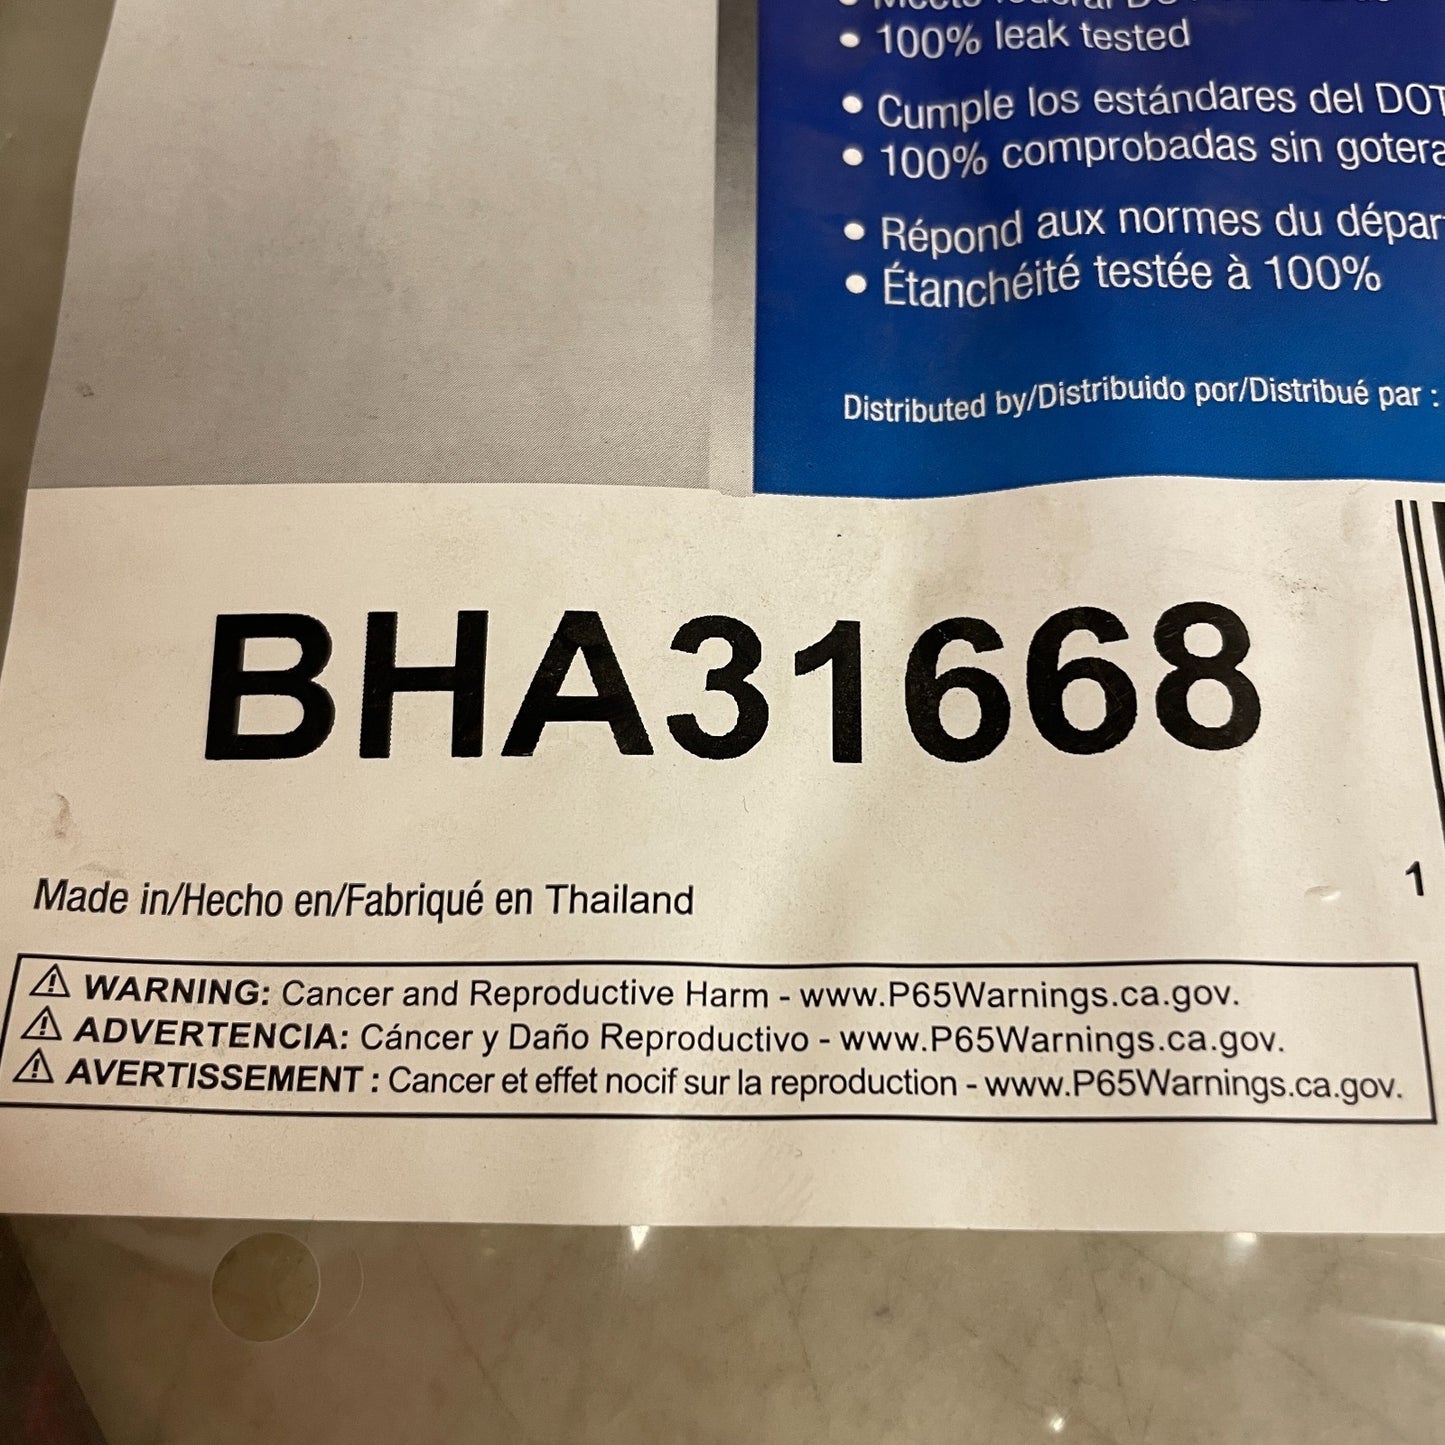 • 100% leak tested
• Cumple los estándares del DOT
• 100% comprobadas sin gotera
• Répond aux normes du dépar
• Étanchéité testée à 100%
Distributed by/Distribuido por/Distribué par :
BHA31668
1
Made in/Hecho en/Fabriqué en Thailand
⚠ WARNING: Cancer and Reproductive Harm - www.P65Warnings.ca.gov.
⚠ ADVERTENCIA: Cáncer y Daño Reproductivo - www.P65Warnings.ca.gov.
⚠ AVERTISSEMENT : Cancer et effet nocif sur la reproduction - www.P65Warnings.ca.gov.